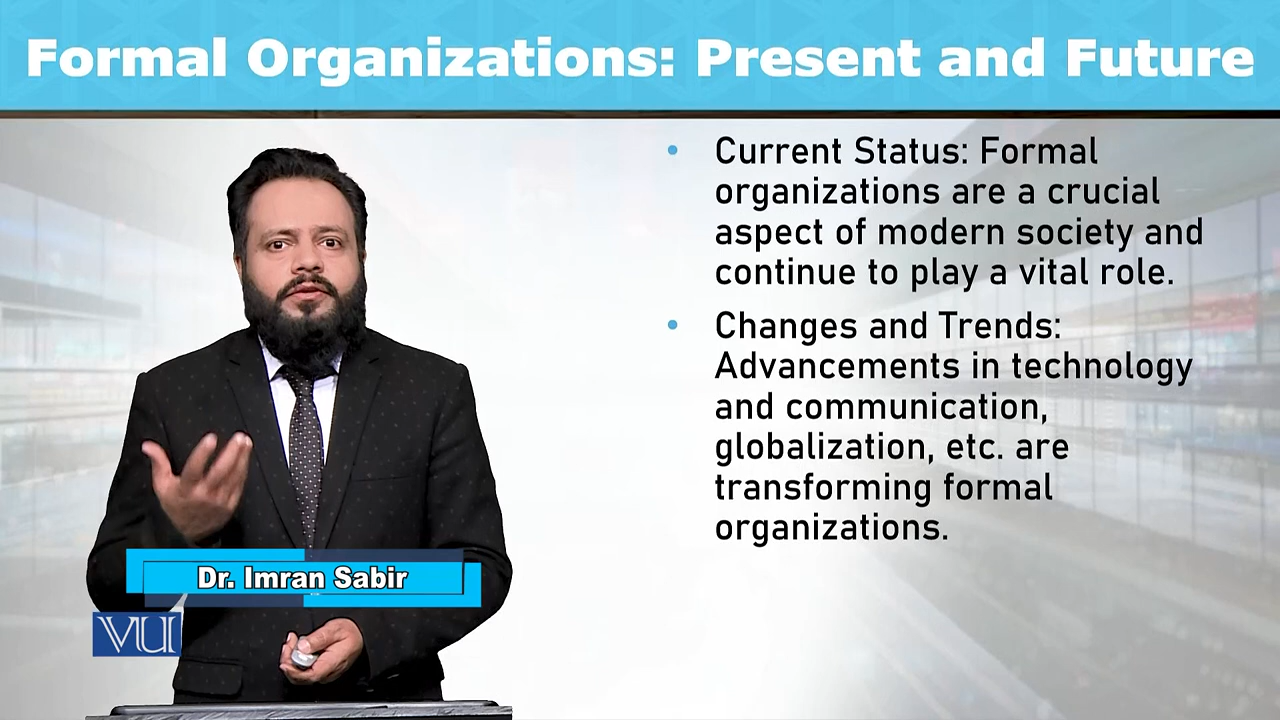 Formal Organizations: Present and Future
• Current Status: Formal
organizations are a crucial
aspect of modern society and
continue to play a vital role.
• Changes and Trends:
Advancements in technology
and communication,
globalization, etc. are
transforming formal
organizations.
Dr. Imran Sabir
VU